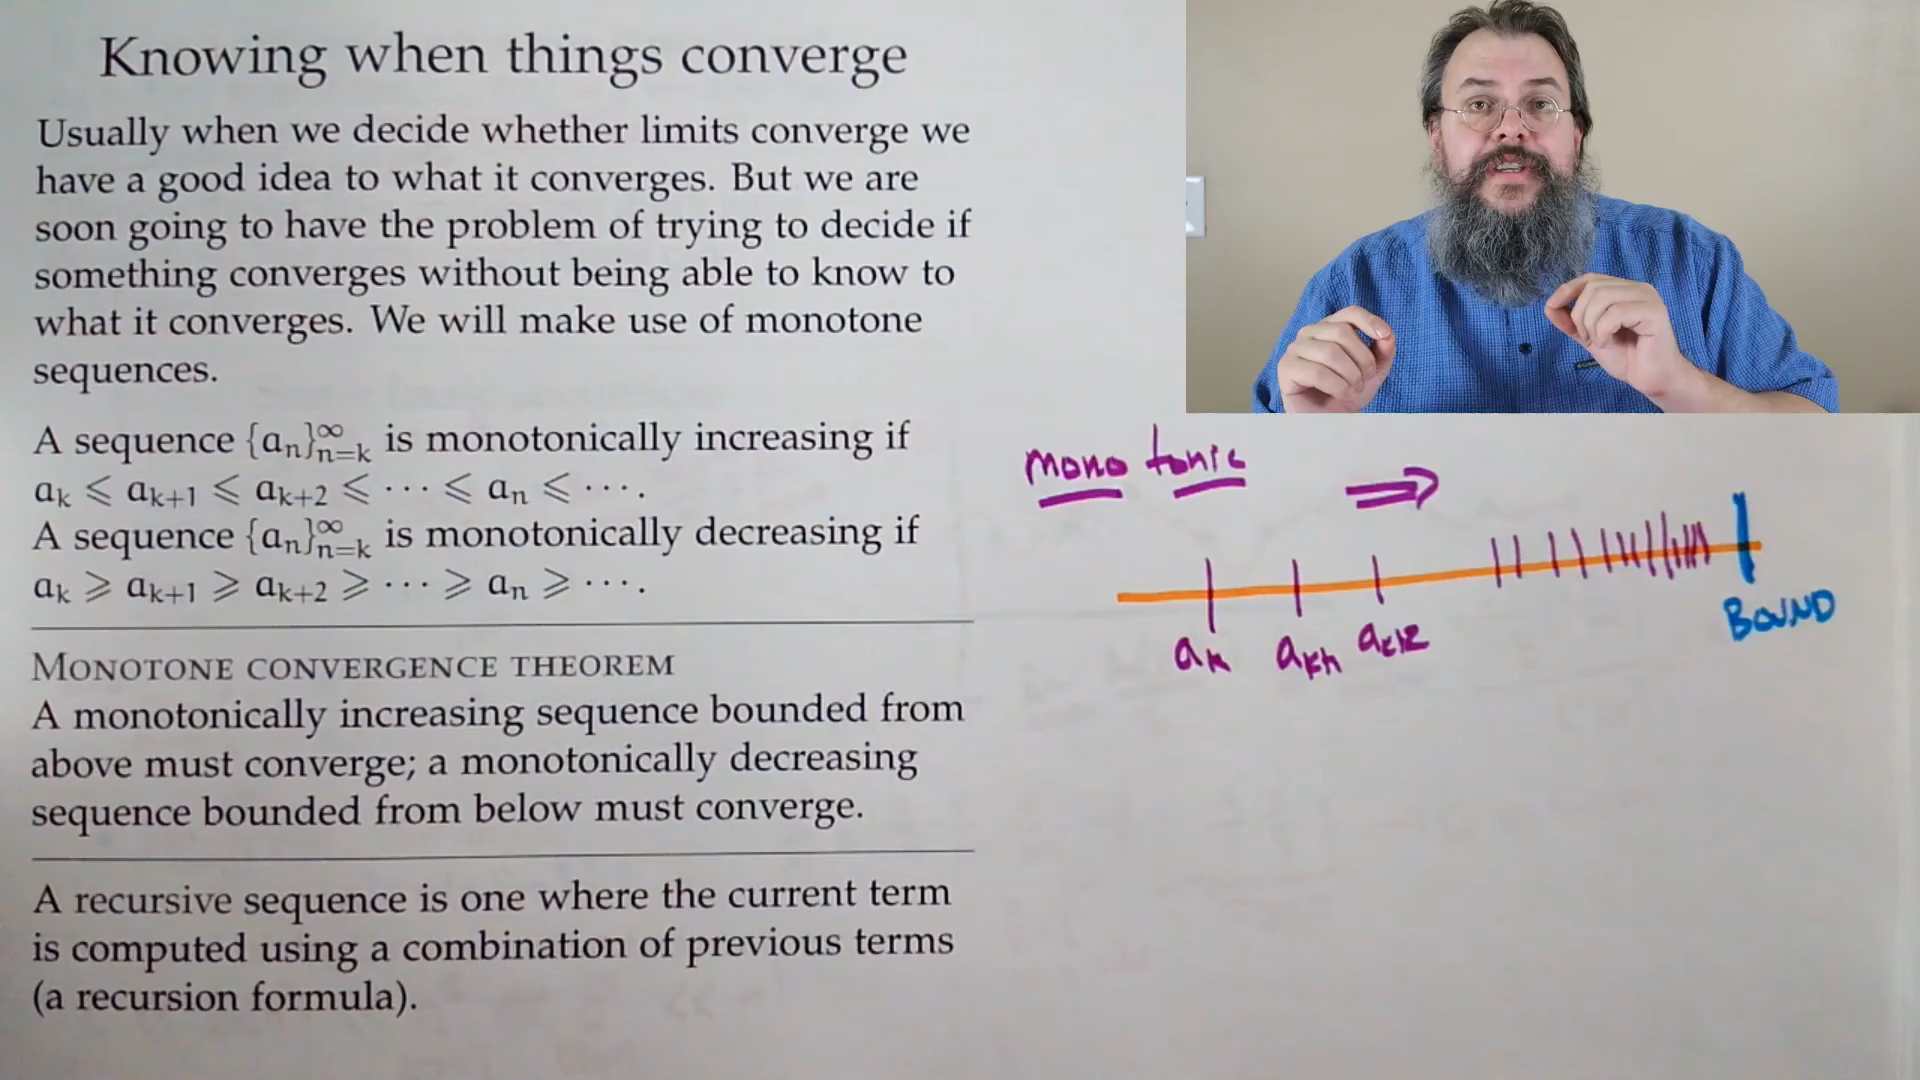 Knowing when things converge
Usually when we decide whether limits converge we
have a good idea to what it converges. But we are
soon going to have the problem of trying to decide if
something converges without being able to know to
what it converges. We will make use of monotone
sequences.
A sequence {aₙ}∞ₙ₌ₖ is monotonically increasing if
aₖ ⩽ aₖ₊₁ ⩽ aₖ₊₂ ⩽ ··· ⩽ aₙ ⩽ ··· .
A sequence {aₙ}∞ₙ₌ₖ is monotonically decreasing if
aₖ ⩾ aₖ₊₁ ⩾ aₖ₊₂ ⩾ ··· ⩾ aₙ ⩾ ··· .
MONOTONE CONVERGENCE THEOREM
A monotonically increasing sequence bounded from
above must converge; a monotonically decreasing
sequence bounded from below must converge.
A recursive sequence is one where the current term
is computed using a combination of previous terms
(a recursion formula).
mono tonic
BOUND
aₖ